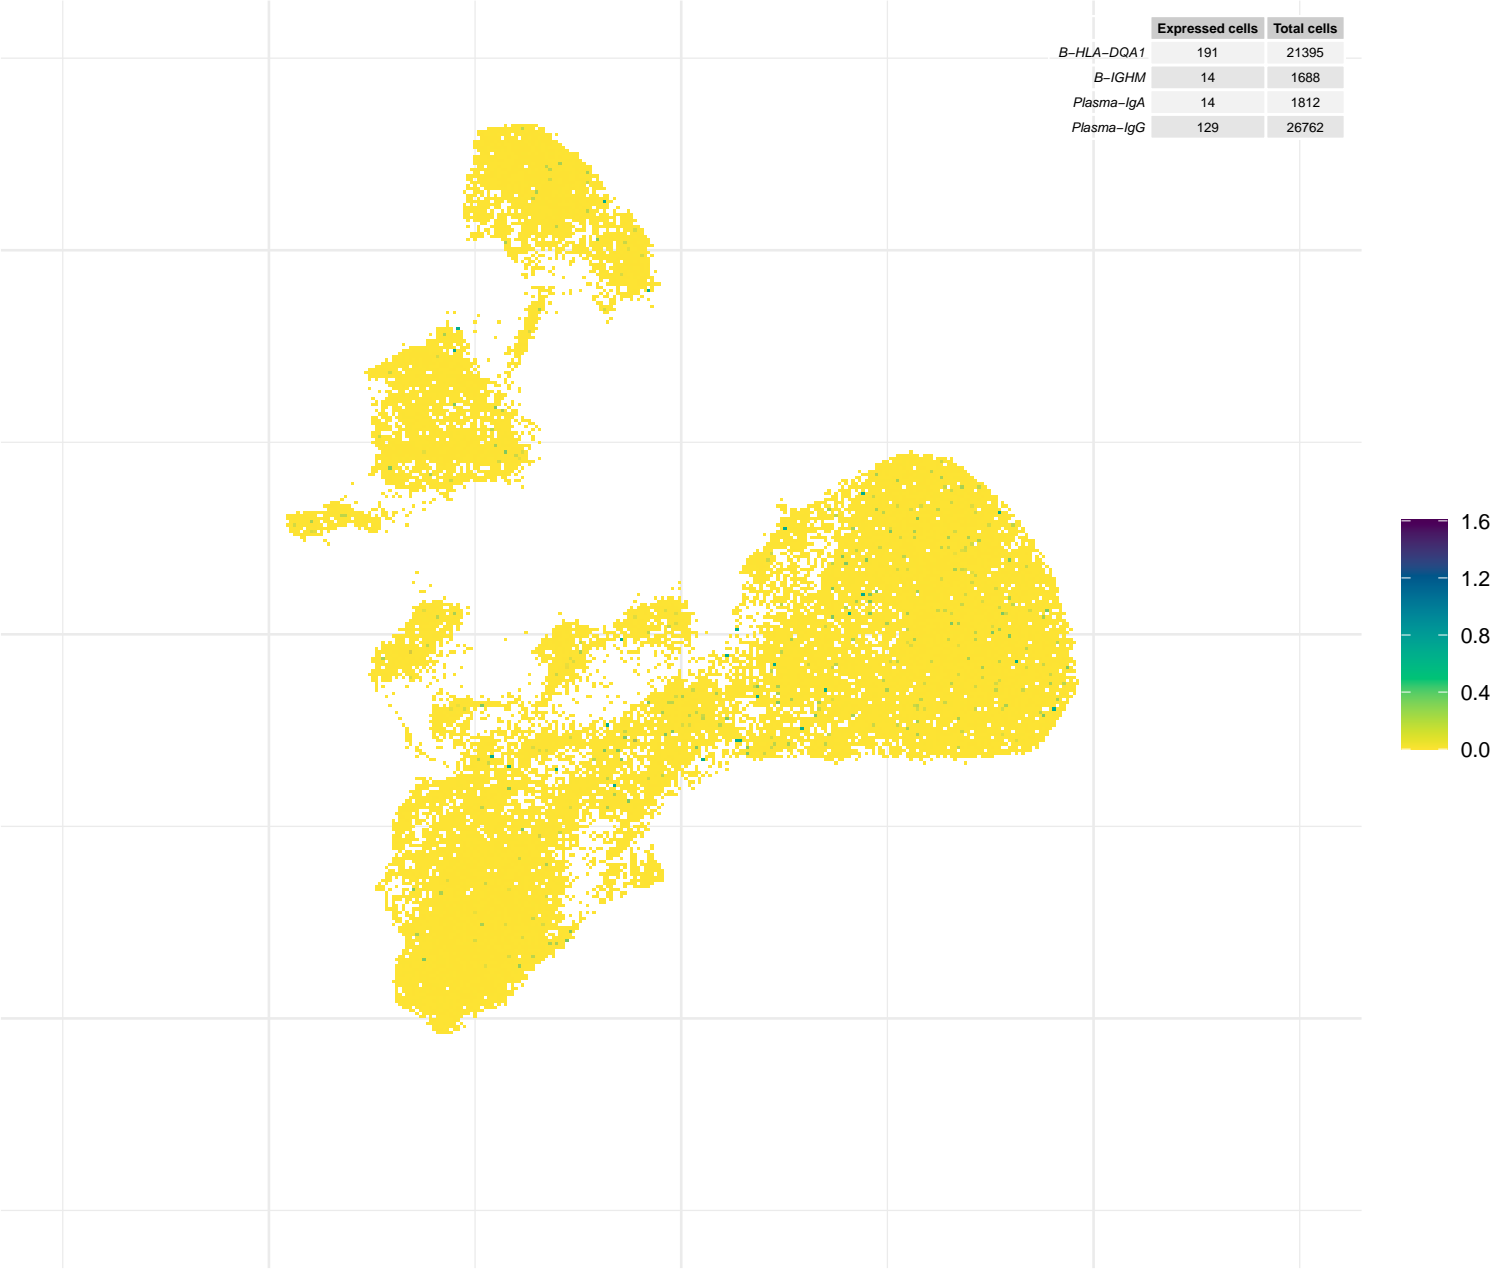 Expressed cells Total cells
B−HLA−DQA1 191 21395
B−IGHM 14 1688
Plasma−IgA 14 1812
Plasma−IgG 129 26762
1.6
1.2
0.8
0.4
0.0